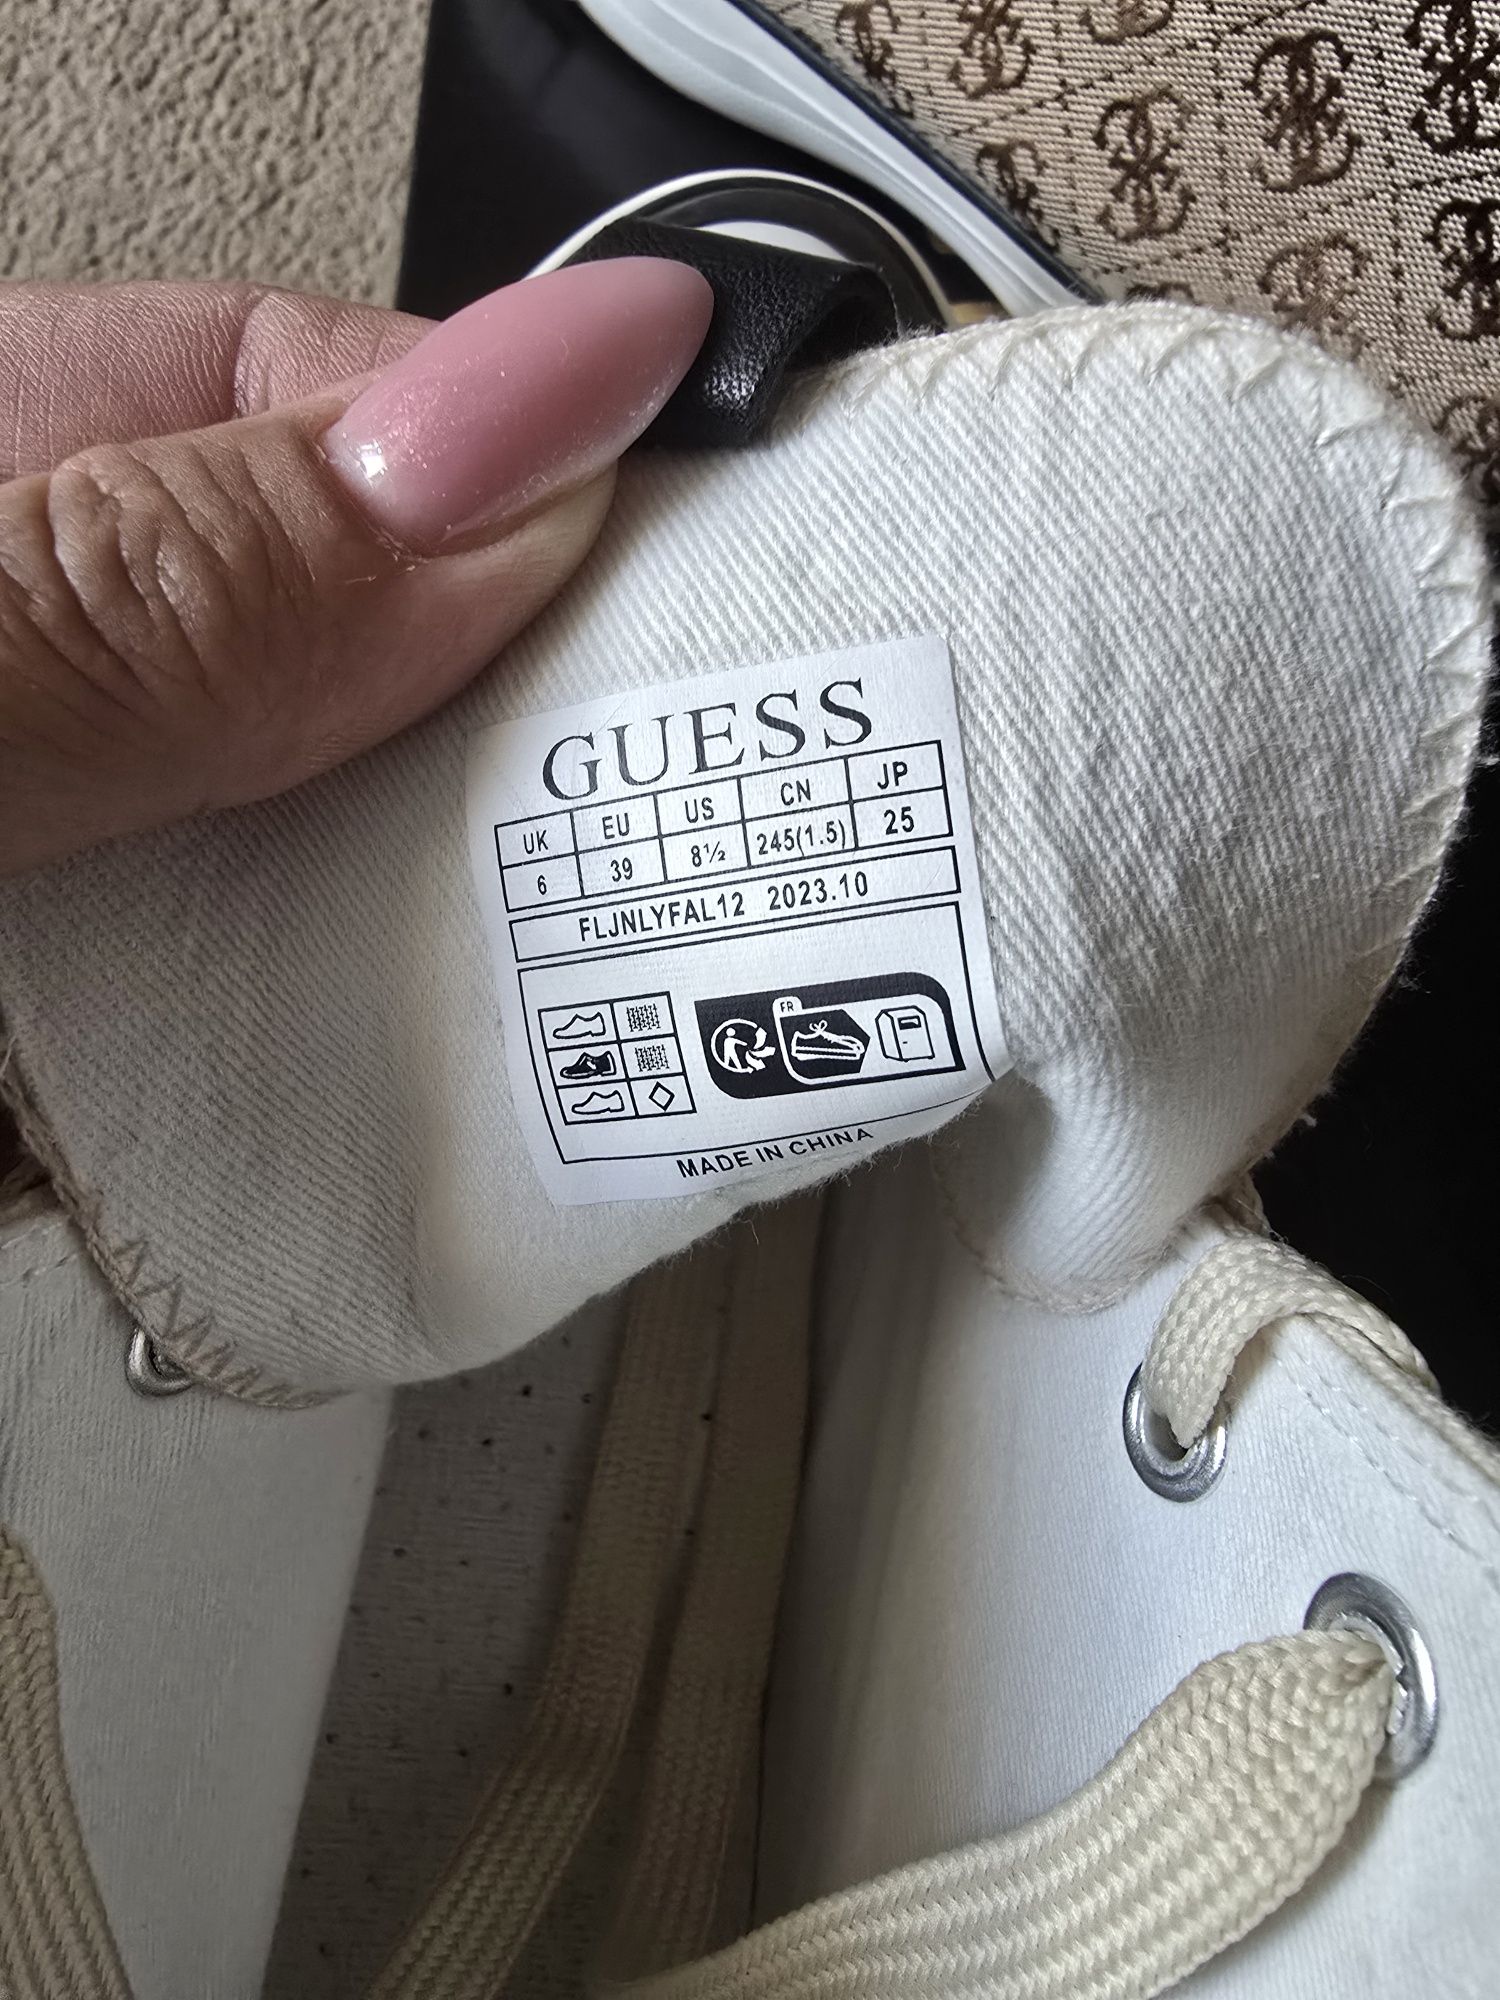 GUESS
UK EU US CN JP
6 39 8½ 245(1.5) 25
FLJNLYFAL12 2023.10
FR
MADE IN CHINA